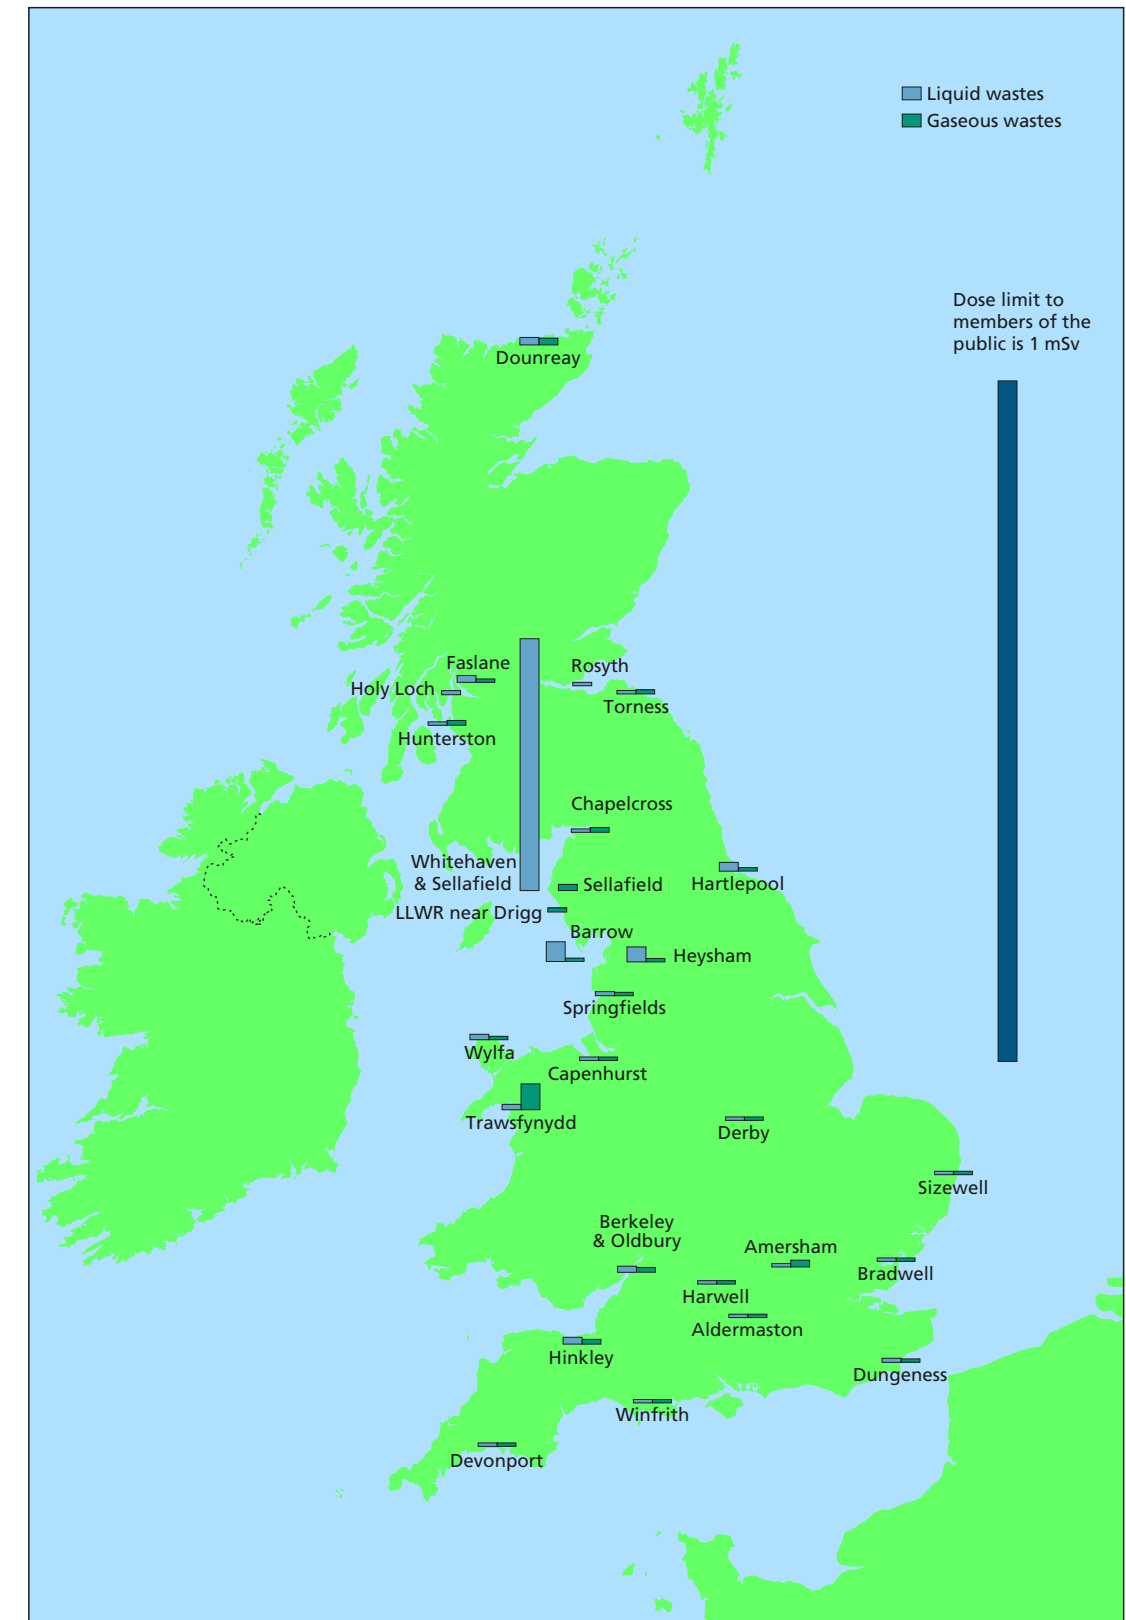 Liquid wastes
Gaseous wastes
Dose limit to
members of the
public is 1 mSv
Dounreay
Faslane
Rosyth
Holy Loch
Torness
Hunterston
Chapelcross
Whitehaven
& Sellafield
Sellafield
Hartlepool
LLWR near Drigg
Barrow
Heysham
Springfields
Wylfa
Capenhurst
Trawsfynydd
Derby
Sizewell
Berkeley
& Oldbury
Amersham
Bradwell
Harwell
Aldermaston
Hinkley
Dungeness
Winfrith
Devonport